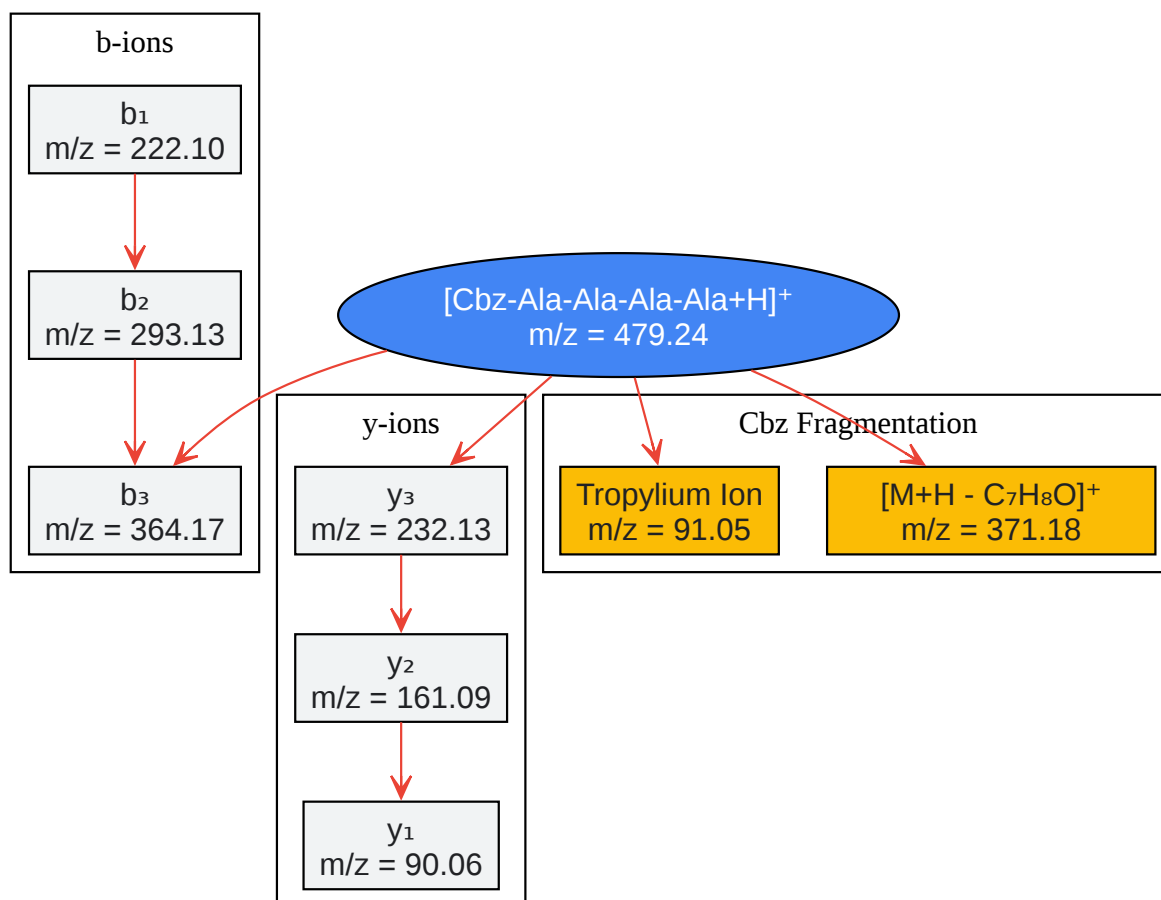 b-ions
b₁
m/z = 222.10
b₂
m/z = 293.13
b₃
m/z = 364.17
[Cbz-Ala-Ala-Ala-Ala+H]⁺
m/z = 479.24
y-ions
y₃
m/z = 232.13
y₂
m/z = 161.09
y₁
m/z = 90.06
Cbz Fragmentation
Tropylium Ion
m/z = 91.05
[M+H - C₇H₈O]⁺
m/z = 371.18